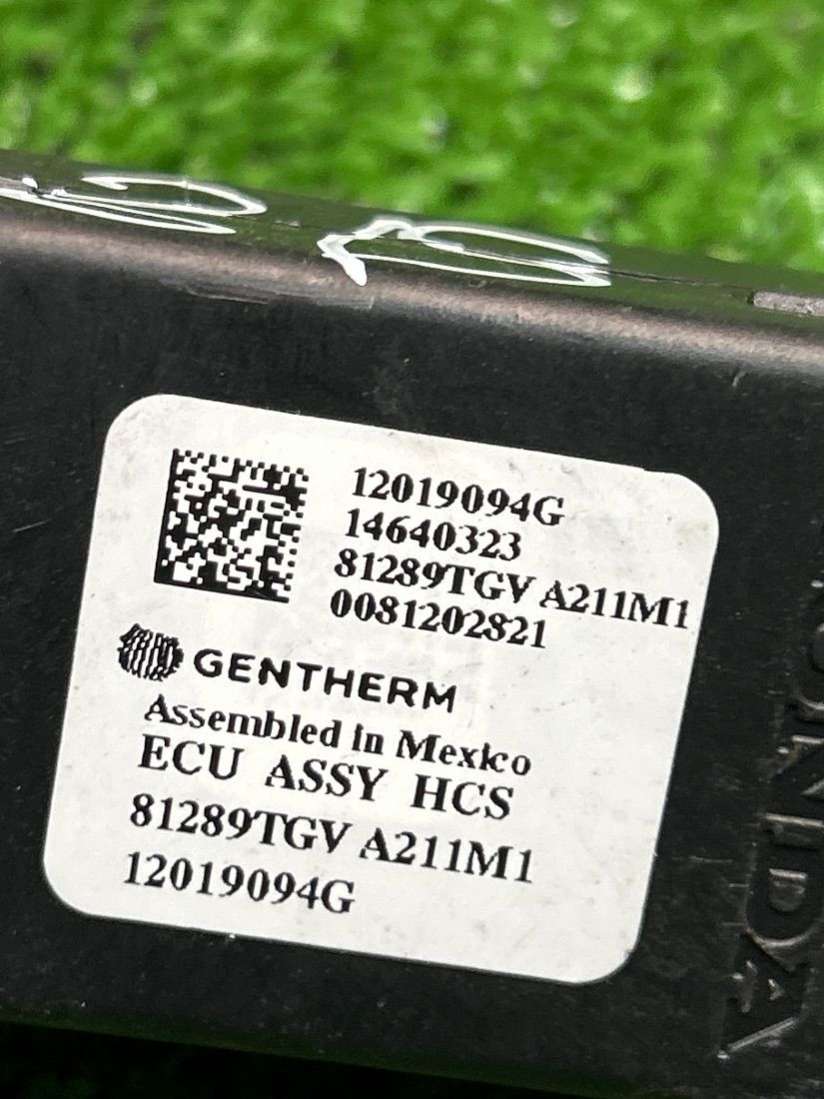 12019094G
14640323
81289TGV A211M1
0081202821
GENTHERM
Assembled in Mexico
ECU ASSY HCS
81289TGV A211M1
12019094G